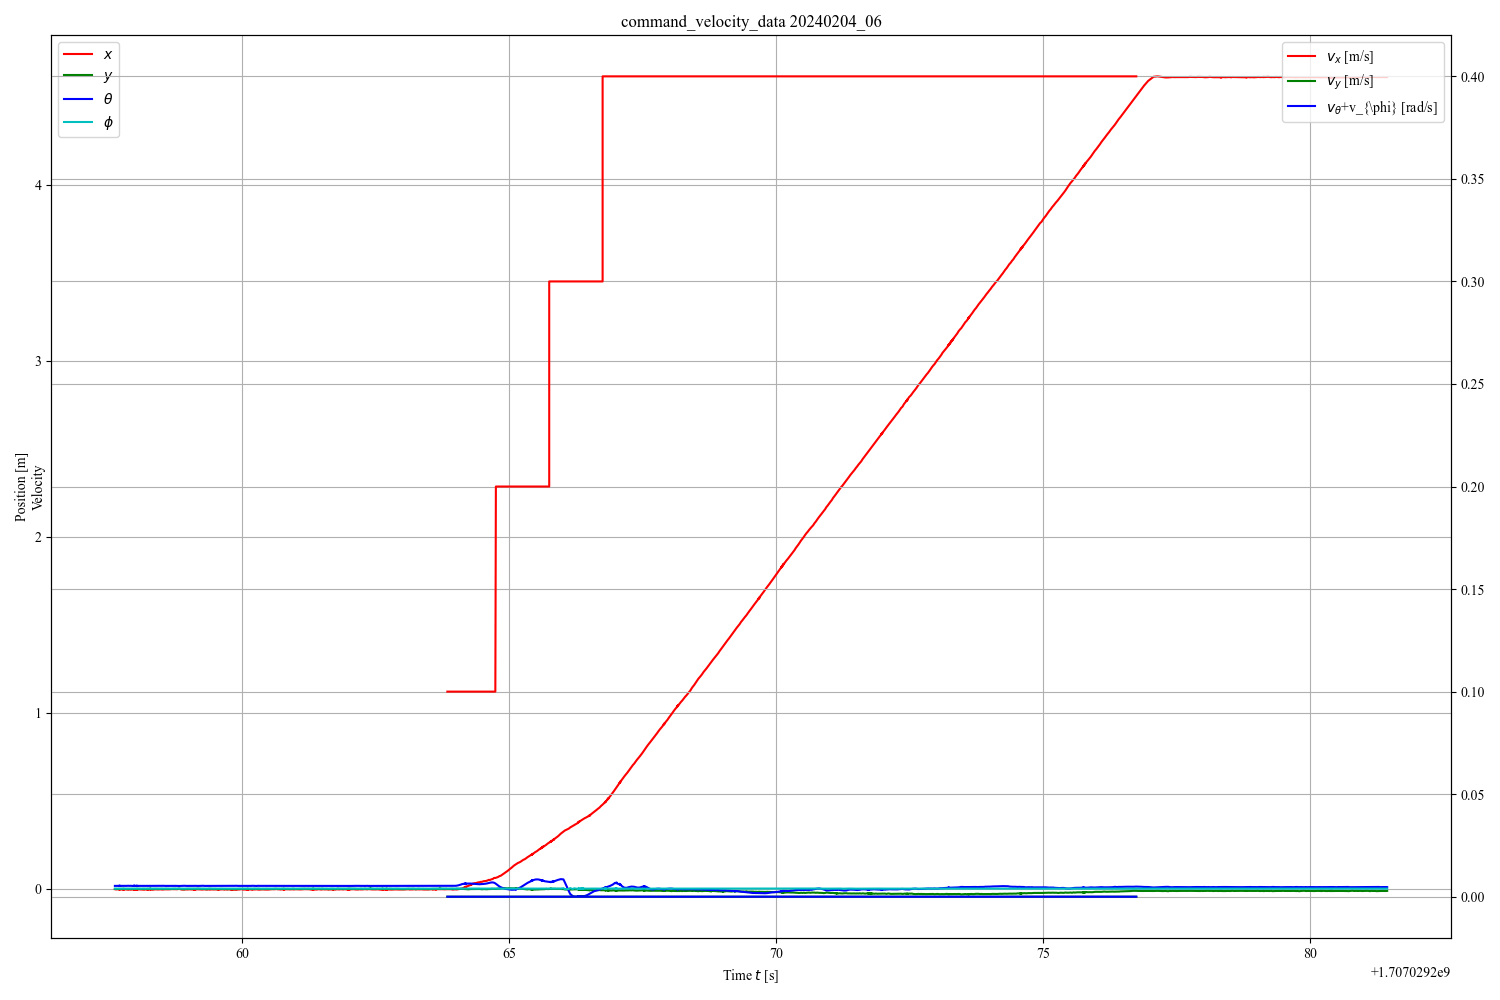 command_velocity_data 20240204_06
x
y
θ
ϕ
v_x [m/s]
v_y [m/s]
v_θ+v_{\phi} [rad/s]
4
3
2
1
0
0.40
0.35
0.30
0.25
0.20
0.15
0.10
0.05
0.00
Position [m]
Velocity
60
65
70
75
80
Time t [s]
+1.7070292e9